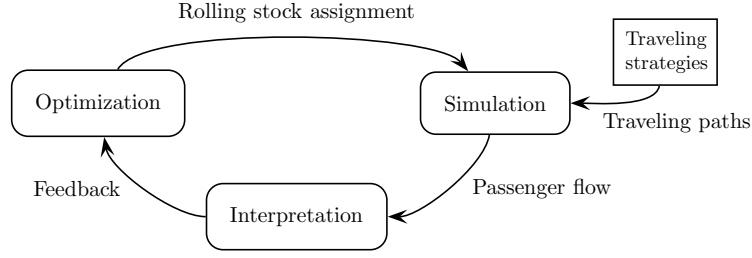 Rolling stock assignment
Traveling
strategies
Optimization
Simulation
Traveling paths
Feedback
Passenger flow
Interpretation